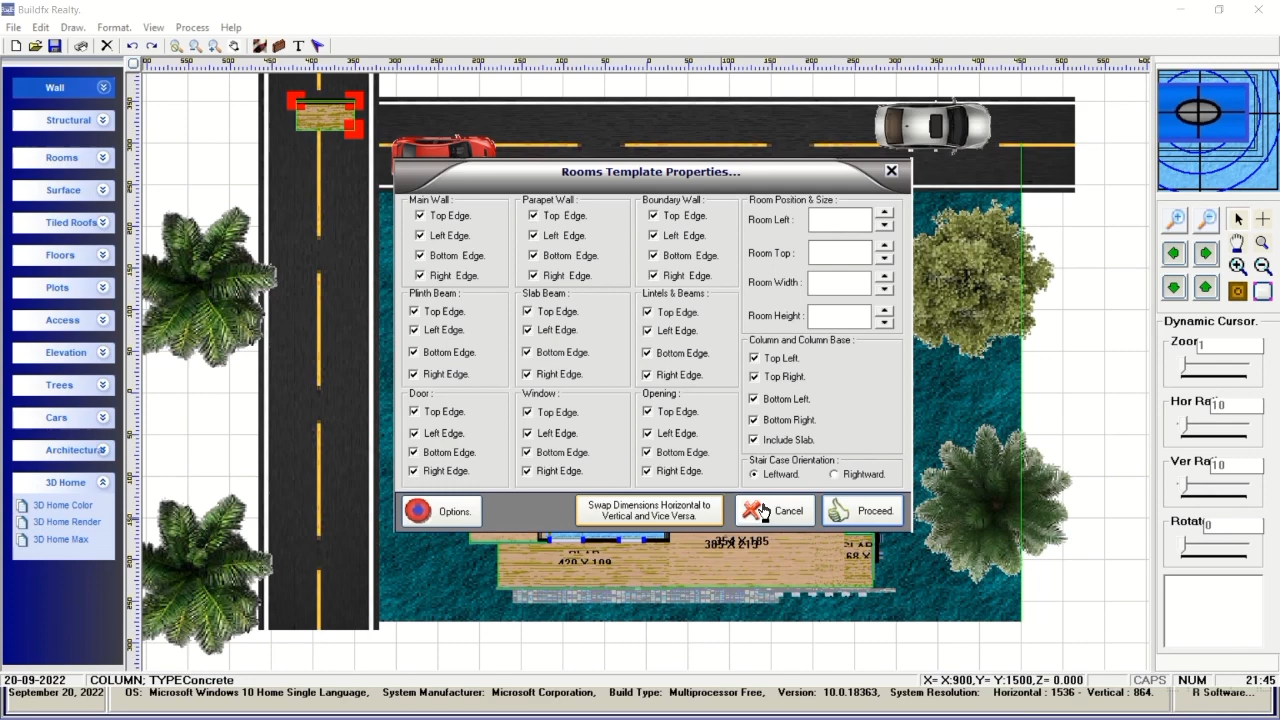 Buildfx Realty.
File Edit Draw. Format. View Process Help
Wall
Structural
Rooms
Surface
Tiled Roofs
Floors
Plots
Access
Elevation
Trees
Cars
3D Home
3D Home Color
3D Home Render
3D Home Max
Rooms Template Properties...
Main Wall :
Top Edge.
Left Edge.
Bottom Edge.
Right Edge.
Parapet Wall :
Top Edge.
Left Edge.
Bottom Edge.
Right Edge.
Boundary Wall :
Top Edge.
Left Edge.
Bottom Edge.
Right Edge.
Room Position & Size :
Room Left :
Room Top :
Room Width :
Room Height :
Plinth Beam :
Top Edge.
Left Edge.
Bottom Edge.
Right Edge.
Slab Beam :
Top Edge.
Left Edge.
Bottom Edge.
Right Edge.
Lintels & Beams :
Top Edge.
Left Edge.
Bottom Edge.
Right Edge.
Column and Column Base :
Top Left.
Top Right.
Bottom Left.
Bottom Right.
Include Slab.
Door :
Top Edge.
Left Edge.
Bottom Edge.
Right Edge.
Window :
Top Edge.
Left Edge.
Bottom Edge.
Right Edge.
Opening :
Top Edge.
Left Edge.
Bottom Edge.
Right Edge.
Stair Case Orientation :
Leftward. Rightward.
Options.
Swap Dimensions Horizontal to
Vertical and Vice Versa.
Cancel
Proceed.
420 X 109
68 X
Dynamic Cursor.
1
10
10
0
20-09-2022 COLUMN; TYPEConcrete X= X:900,Y= Y:1500,Z= 0.000 CAPS NUM 21:45
September 20, 2022 OS: Microsoft Windows 10 Home Single Language, System Manufacturer: Microsoft Corporation, Build Type: Multiprocessor Free, Version: 10.0.18363, System Resolution: Horizontal : 1536 - Vertical : 864. R Software...